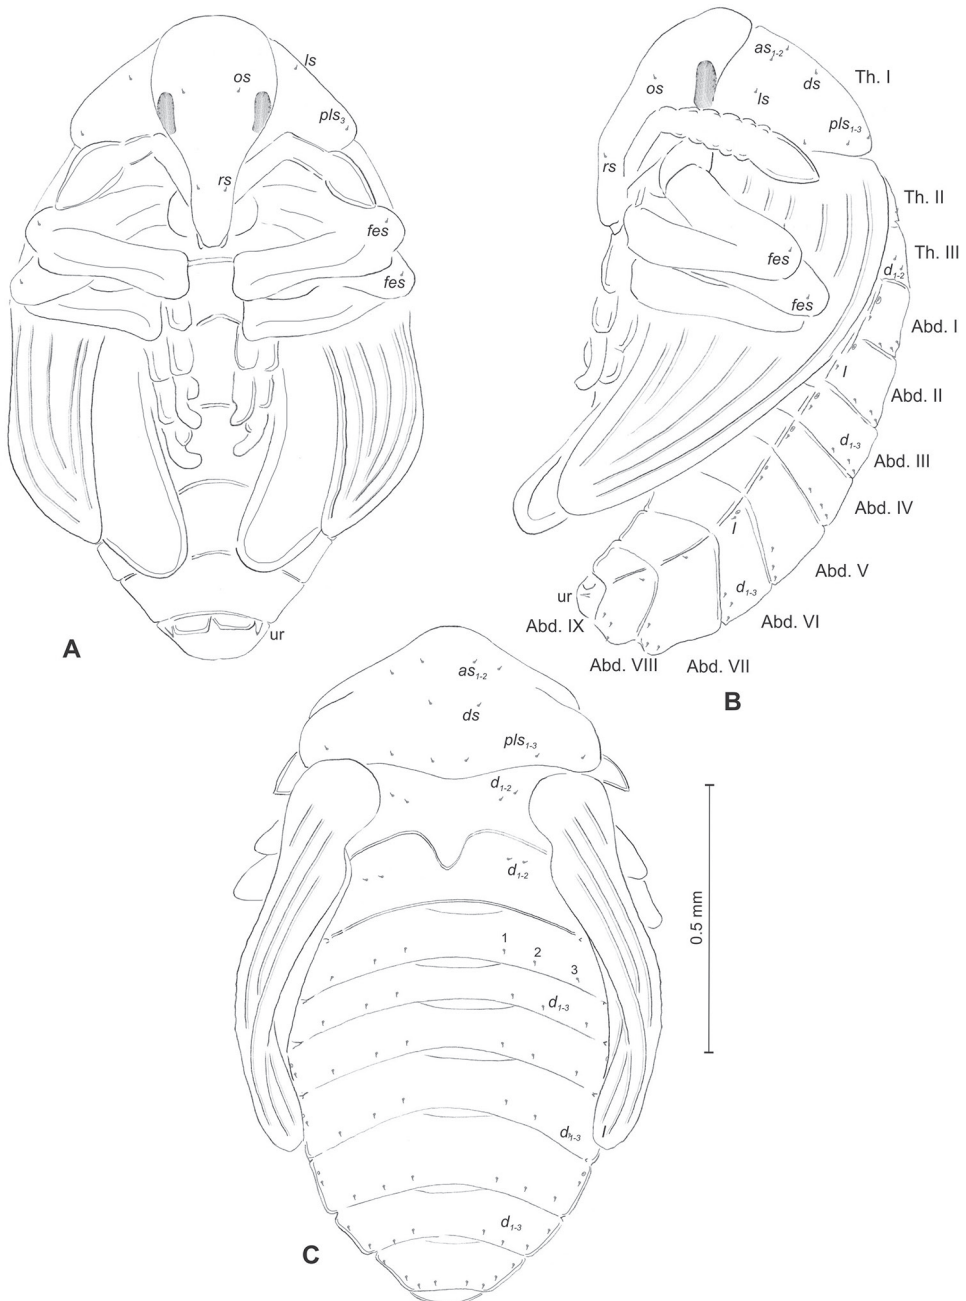 os
ls
pls3
rs
fes
fes
ur
A
as1-2
ds
Th. I
os
ls
pls1-3
rs
Th. II
Th. III
fes
d1-2
fes
Abd. I
l
Abd. II
d1-3
Abd. III
Abd. IV
l
Abd. V
ur
d1-3
Abd. VI
Abd. IX
Abd. VIII
Abd. VII
B
as1-2
ds
pls1-3
d1-2
d1-2
1
2
3
d1-3
d1-3
l
d1-3
0.5 mm
C